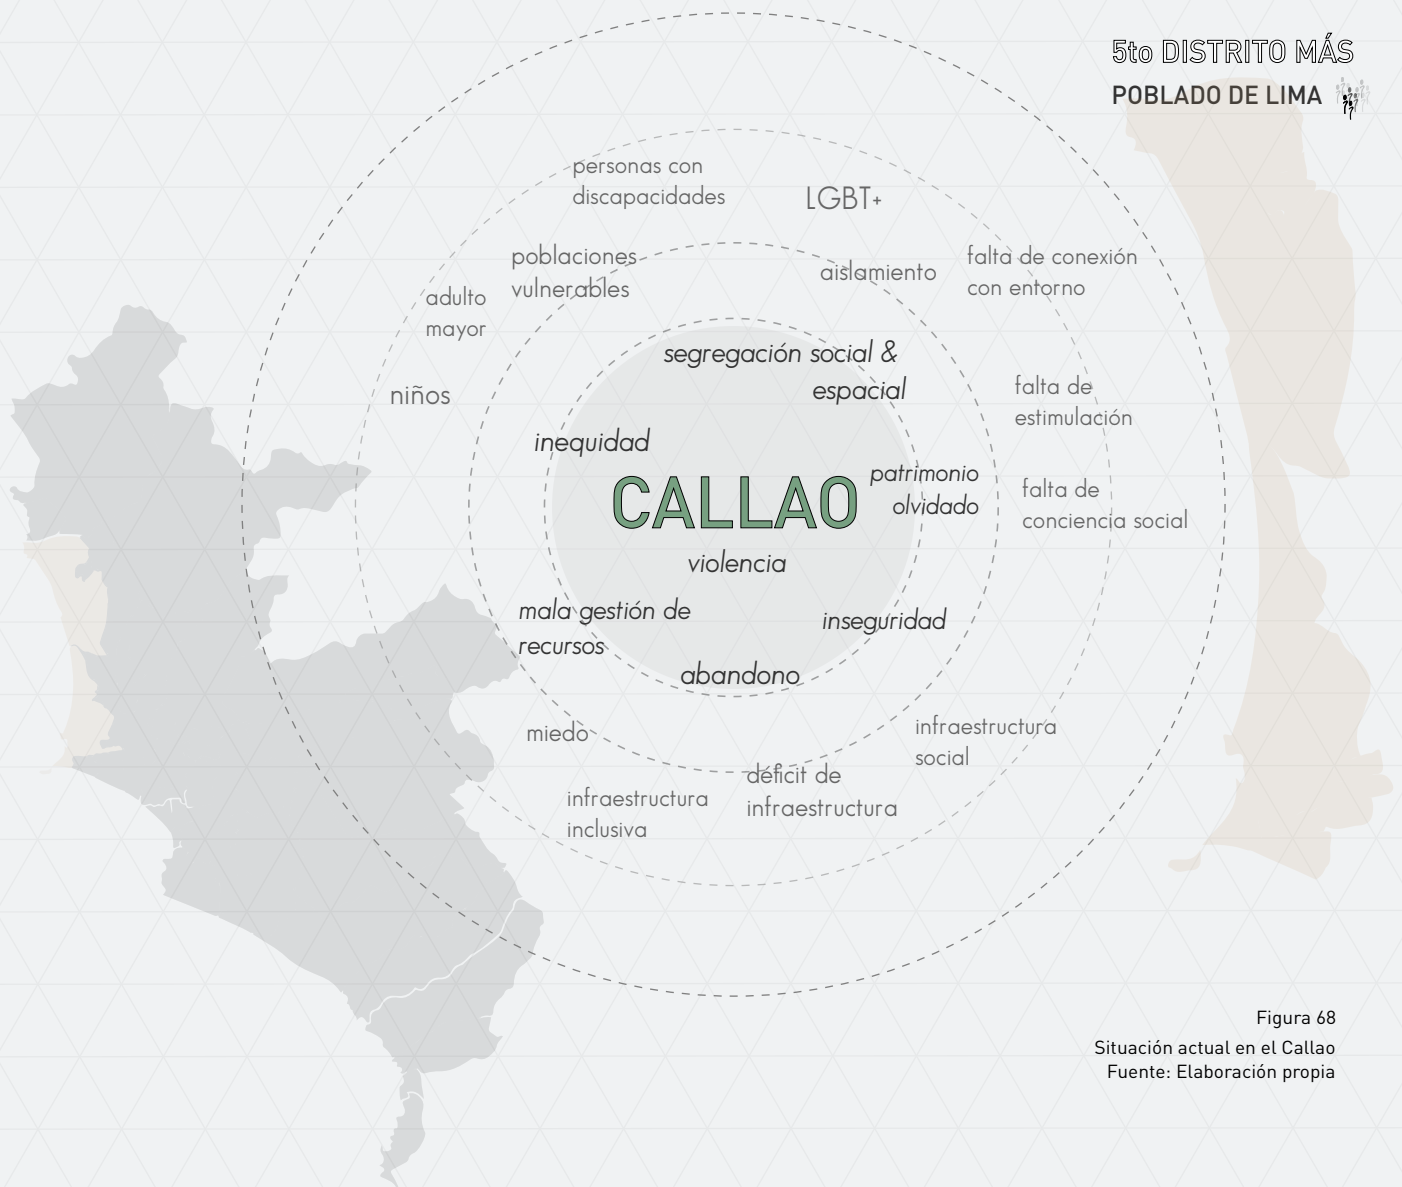 5to DISTRITO MÁS
POBLADO DE LIMA
personas con
discapacidades
LGBT+
poblaciones
vulnerables
aislamiento
falta de conexión
con entorno
adulto
mayor
niños
segregación social &
espacial
falta de
estimulación
inequidad
CALLAO
patrimonio
olvidado
falta de
conciencia social
violencia
mala gestión de
recursos
inseguridad
abandono
miedo
infraestructura
social
déficit de
infraestructura
infraestructura
inclusiva
Figura 68
Situación actual en el Callao
Fuente: Elaboración propia